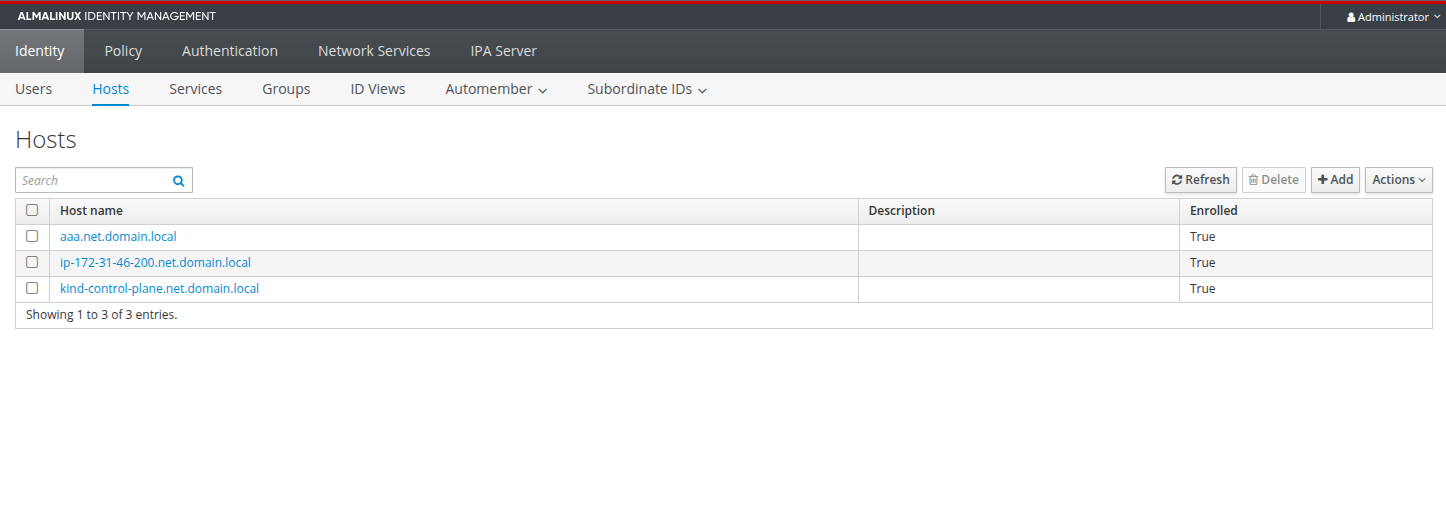 ALMALINUX IDENTITY MANAGEMENT Administrator
Identity Policy Authentication Network Services IPA Server
Users Hosts Services Groups ID Views Automember Subordinate IDs
Hosts
Search Refresh Delete Add Actions
Host name Description Enrolled
aaa.net.domain.local True
ip-172-31-46-200.net.domain.local True
kind-control-plane.net.domain.local True
Showing 1 to 3 of 3 entries.